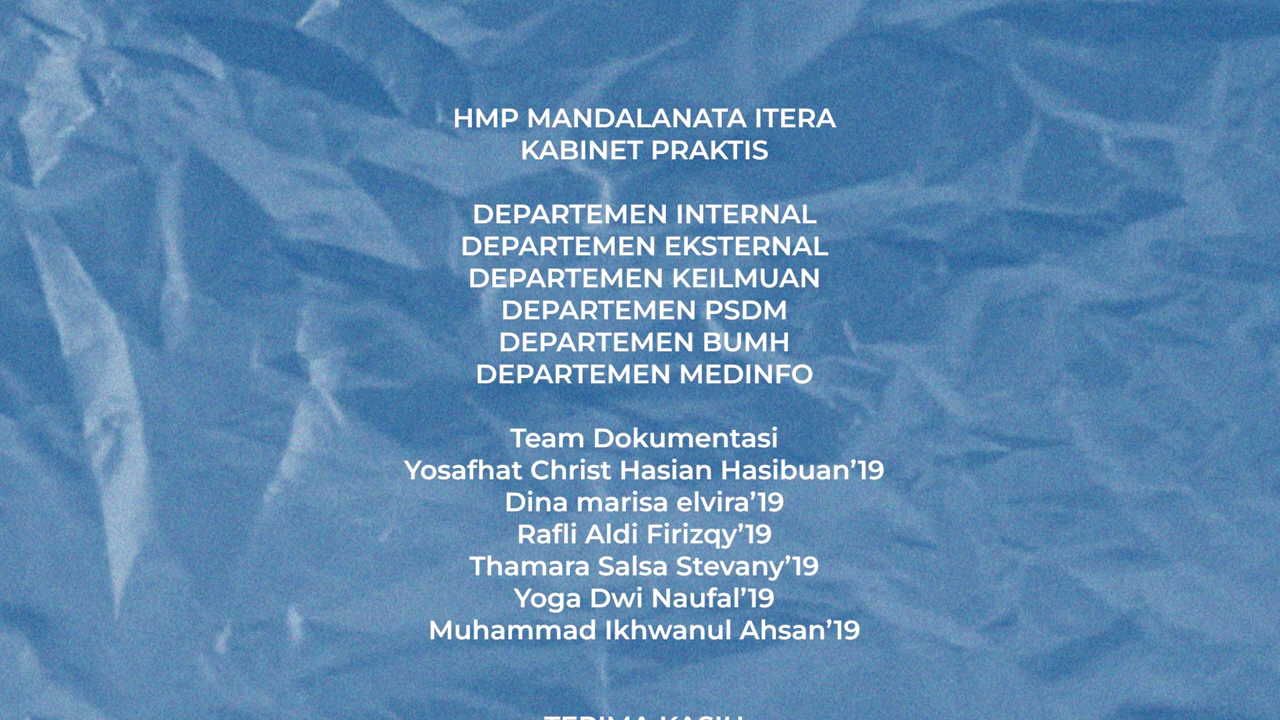 HMP MANDALANATA ITERA
KABINET PRAKTIS
DEPARTEMEN INTERNAL
DEPARTEMEN EKSTERNAL
DEPARTEMEN KEILMUAN
DEPARTEMEN PSDM
DEPARTEMEN BUMH
DEPARTEMEN MEDINFO
Team Dokumentasi
Yosafhat Christ Hasian Hasibuan’19
Dina marisa elvira’19
Rafli Aldi Firizqy’19
Thamara Salsa Stevany’19
Yoga Dwi Naufal’19
Muhammad Ikhwanul Ahsan’19
TERIMA KASIH